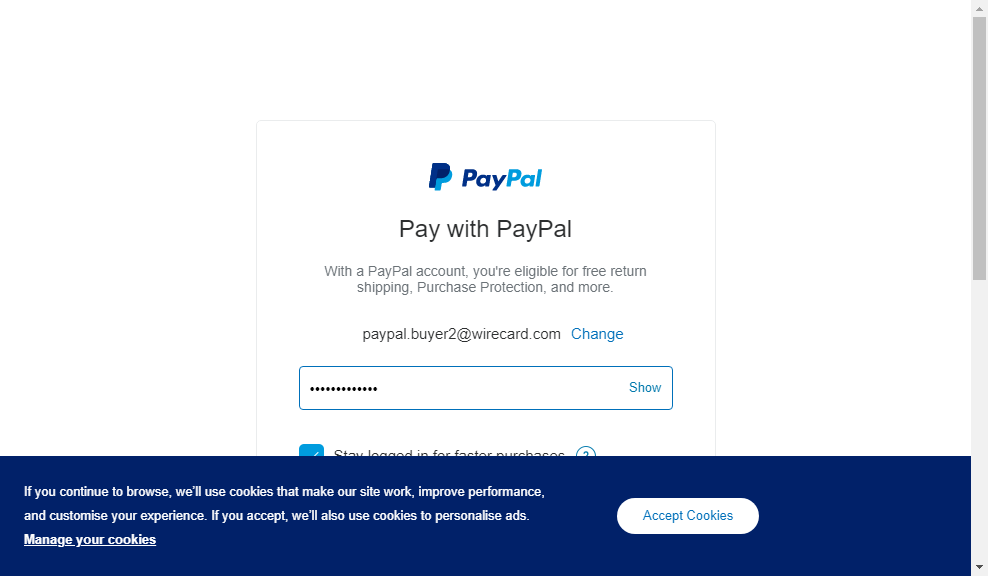 PayPal
Pay with PayPal
With a PayPal account, you're eligible for free return
shipping, Purchase Protection, and more.
paypal.buyer2@wirecard.com Change
••••••••••••• Show
Stay logged in for faster purchases ?
If you continue to browse, we'll use cookies that make our site work, improve performance,
and customise your experience. If you accept, we'll also use cookies to personalise ads.
Manage your cookies
Accept Cookies